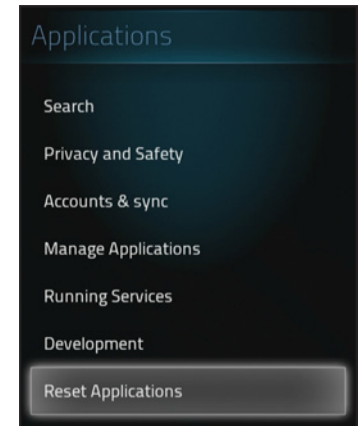 Applications
Search
Privacy and Safety
Accounts & sync
Manage Applications
Running Services
Development
Reset Applications